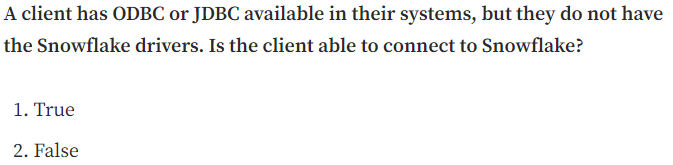 A client has ODBC or JDBC available in their systems, but they do not have
the Snowflake drivers. Is the client able to connect to Snowflake?
1. True
2. False